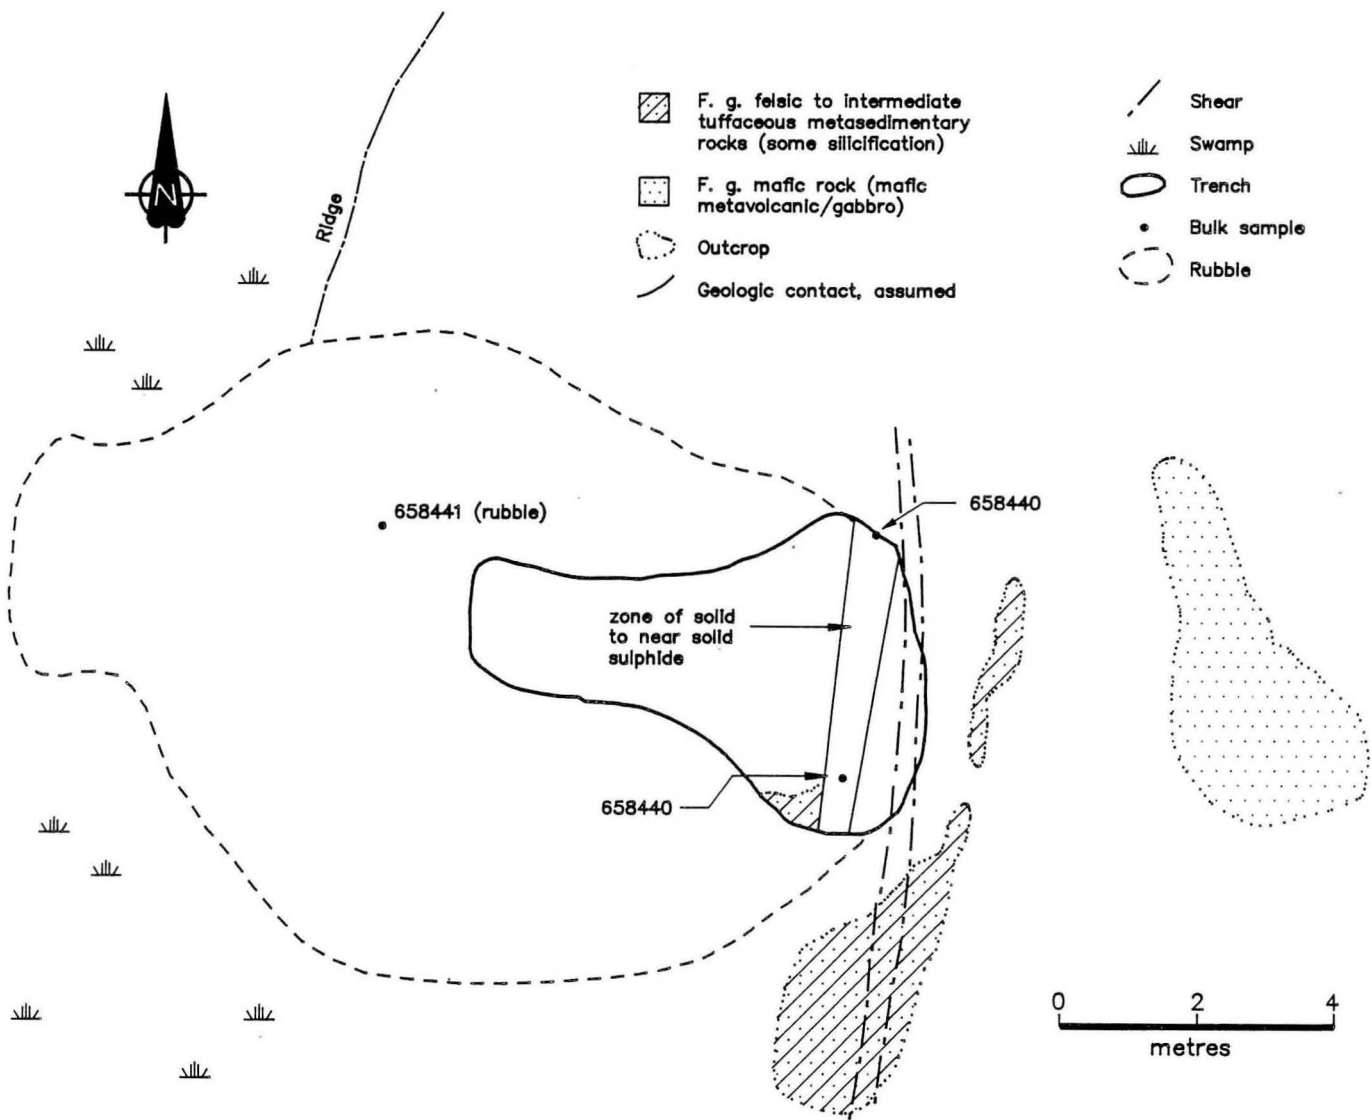 F. g. felsic to intermediate
tuffaceous metasedimentary
rocks (some silicification)
F. g. mafic rock (mafic
metavolcanic/gabbro)
Outcrop
Geologic contact, assumed
Shear
Swamp
Trench
Bulk sample
Rubble
N
Ridge
658441 (rubble)
658440
zone of solid
to near solid
sulphide
658440
0 2 4
metres